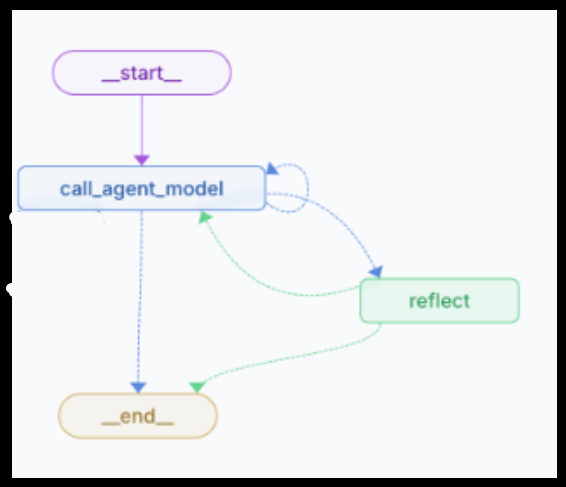 __start__
call_agent_model
reflect
__end__